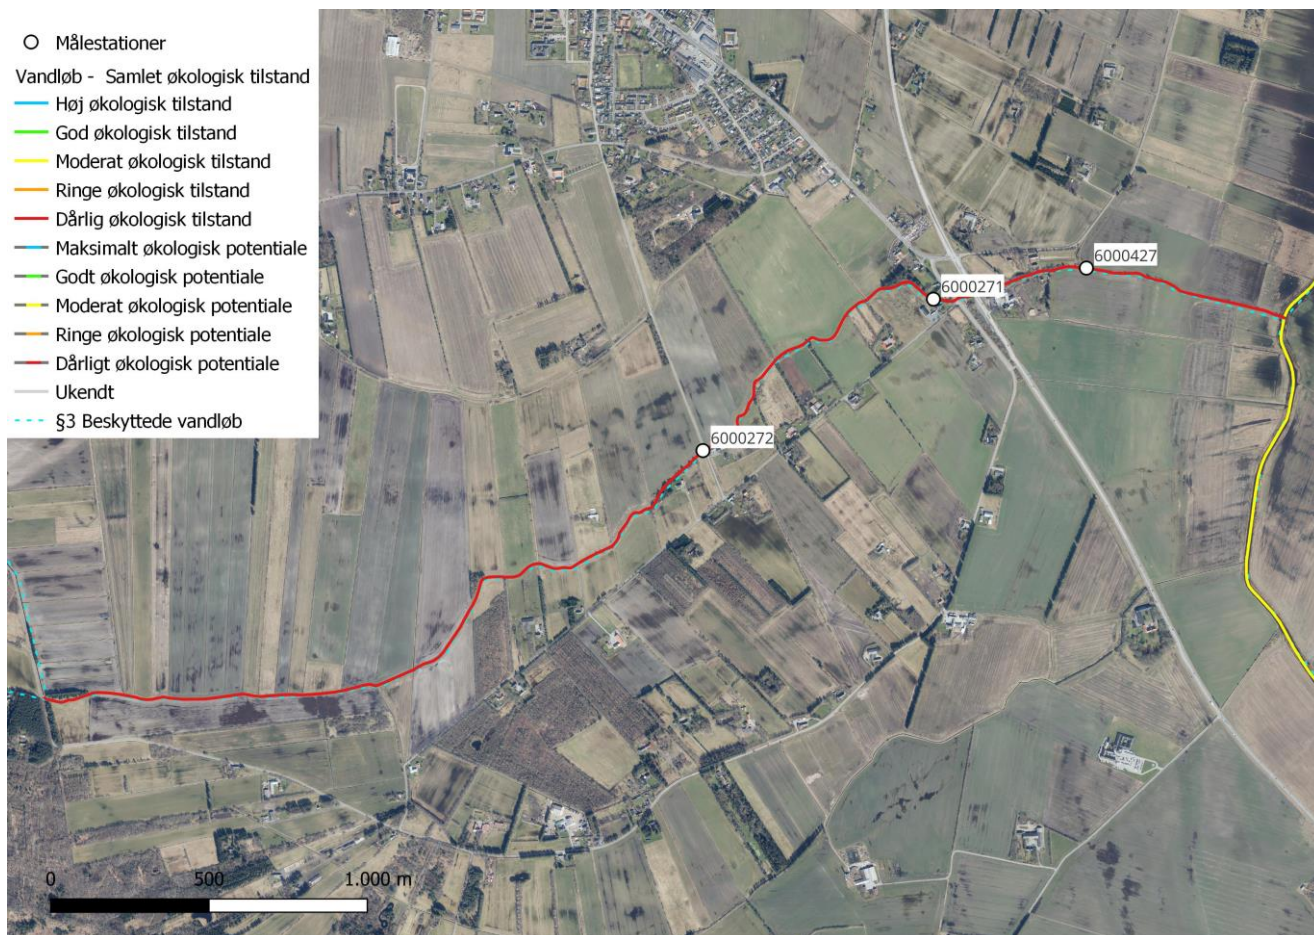 Målestationer
Vandløb - Samlet økologisk tilstand
Høj økologisk tilstand
God økologisk tilstand
Moderat økologisk tilstand
Ringe økologisk tilstand
Dårlig økologisk tilstand
Maksimalt økologisk potentiale
Godt økologisk potentiale
Moderat økologisk potentiale
Ringe økologisk potentiale
Dårligt økologisk potentiale
Ukendt
§3 Beskyttede vandløb
6000427
6000271
6000272
0 500 1.000 m